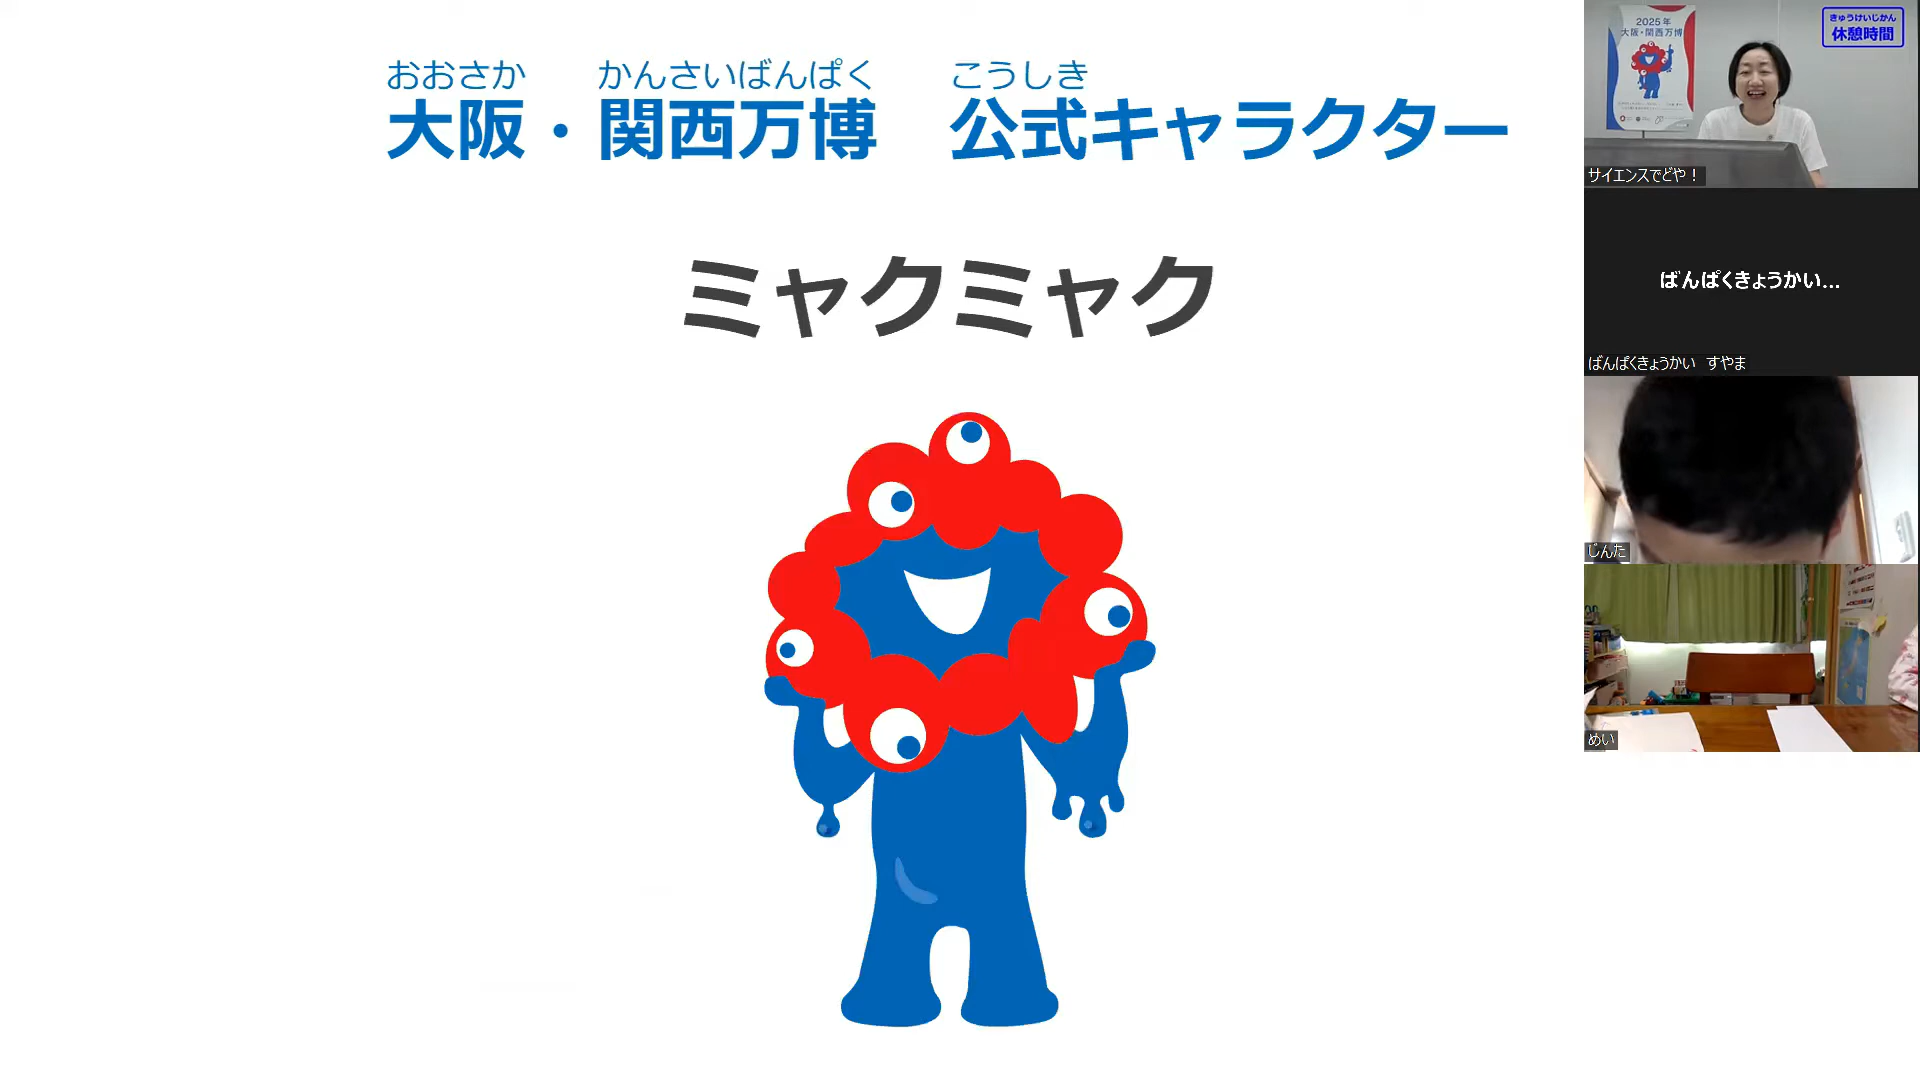 おおさか　かんさいばんぱく　こうしき
大阪・関西万博　公式キャラクター
ミャクミャク
2025年
大阪・関西万博
きゅうけいじかん
休憩時間
サイエンスでどや！
ばんぱくきょうかい...
ばんぱくきょうかい　すやま
じんた
めい